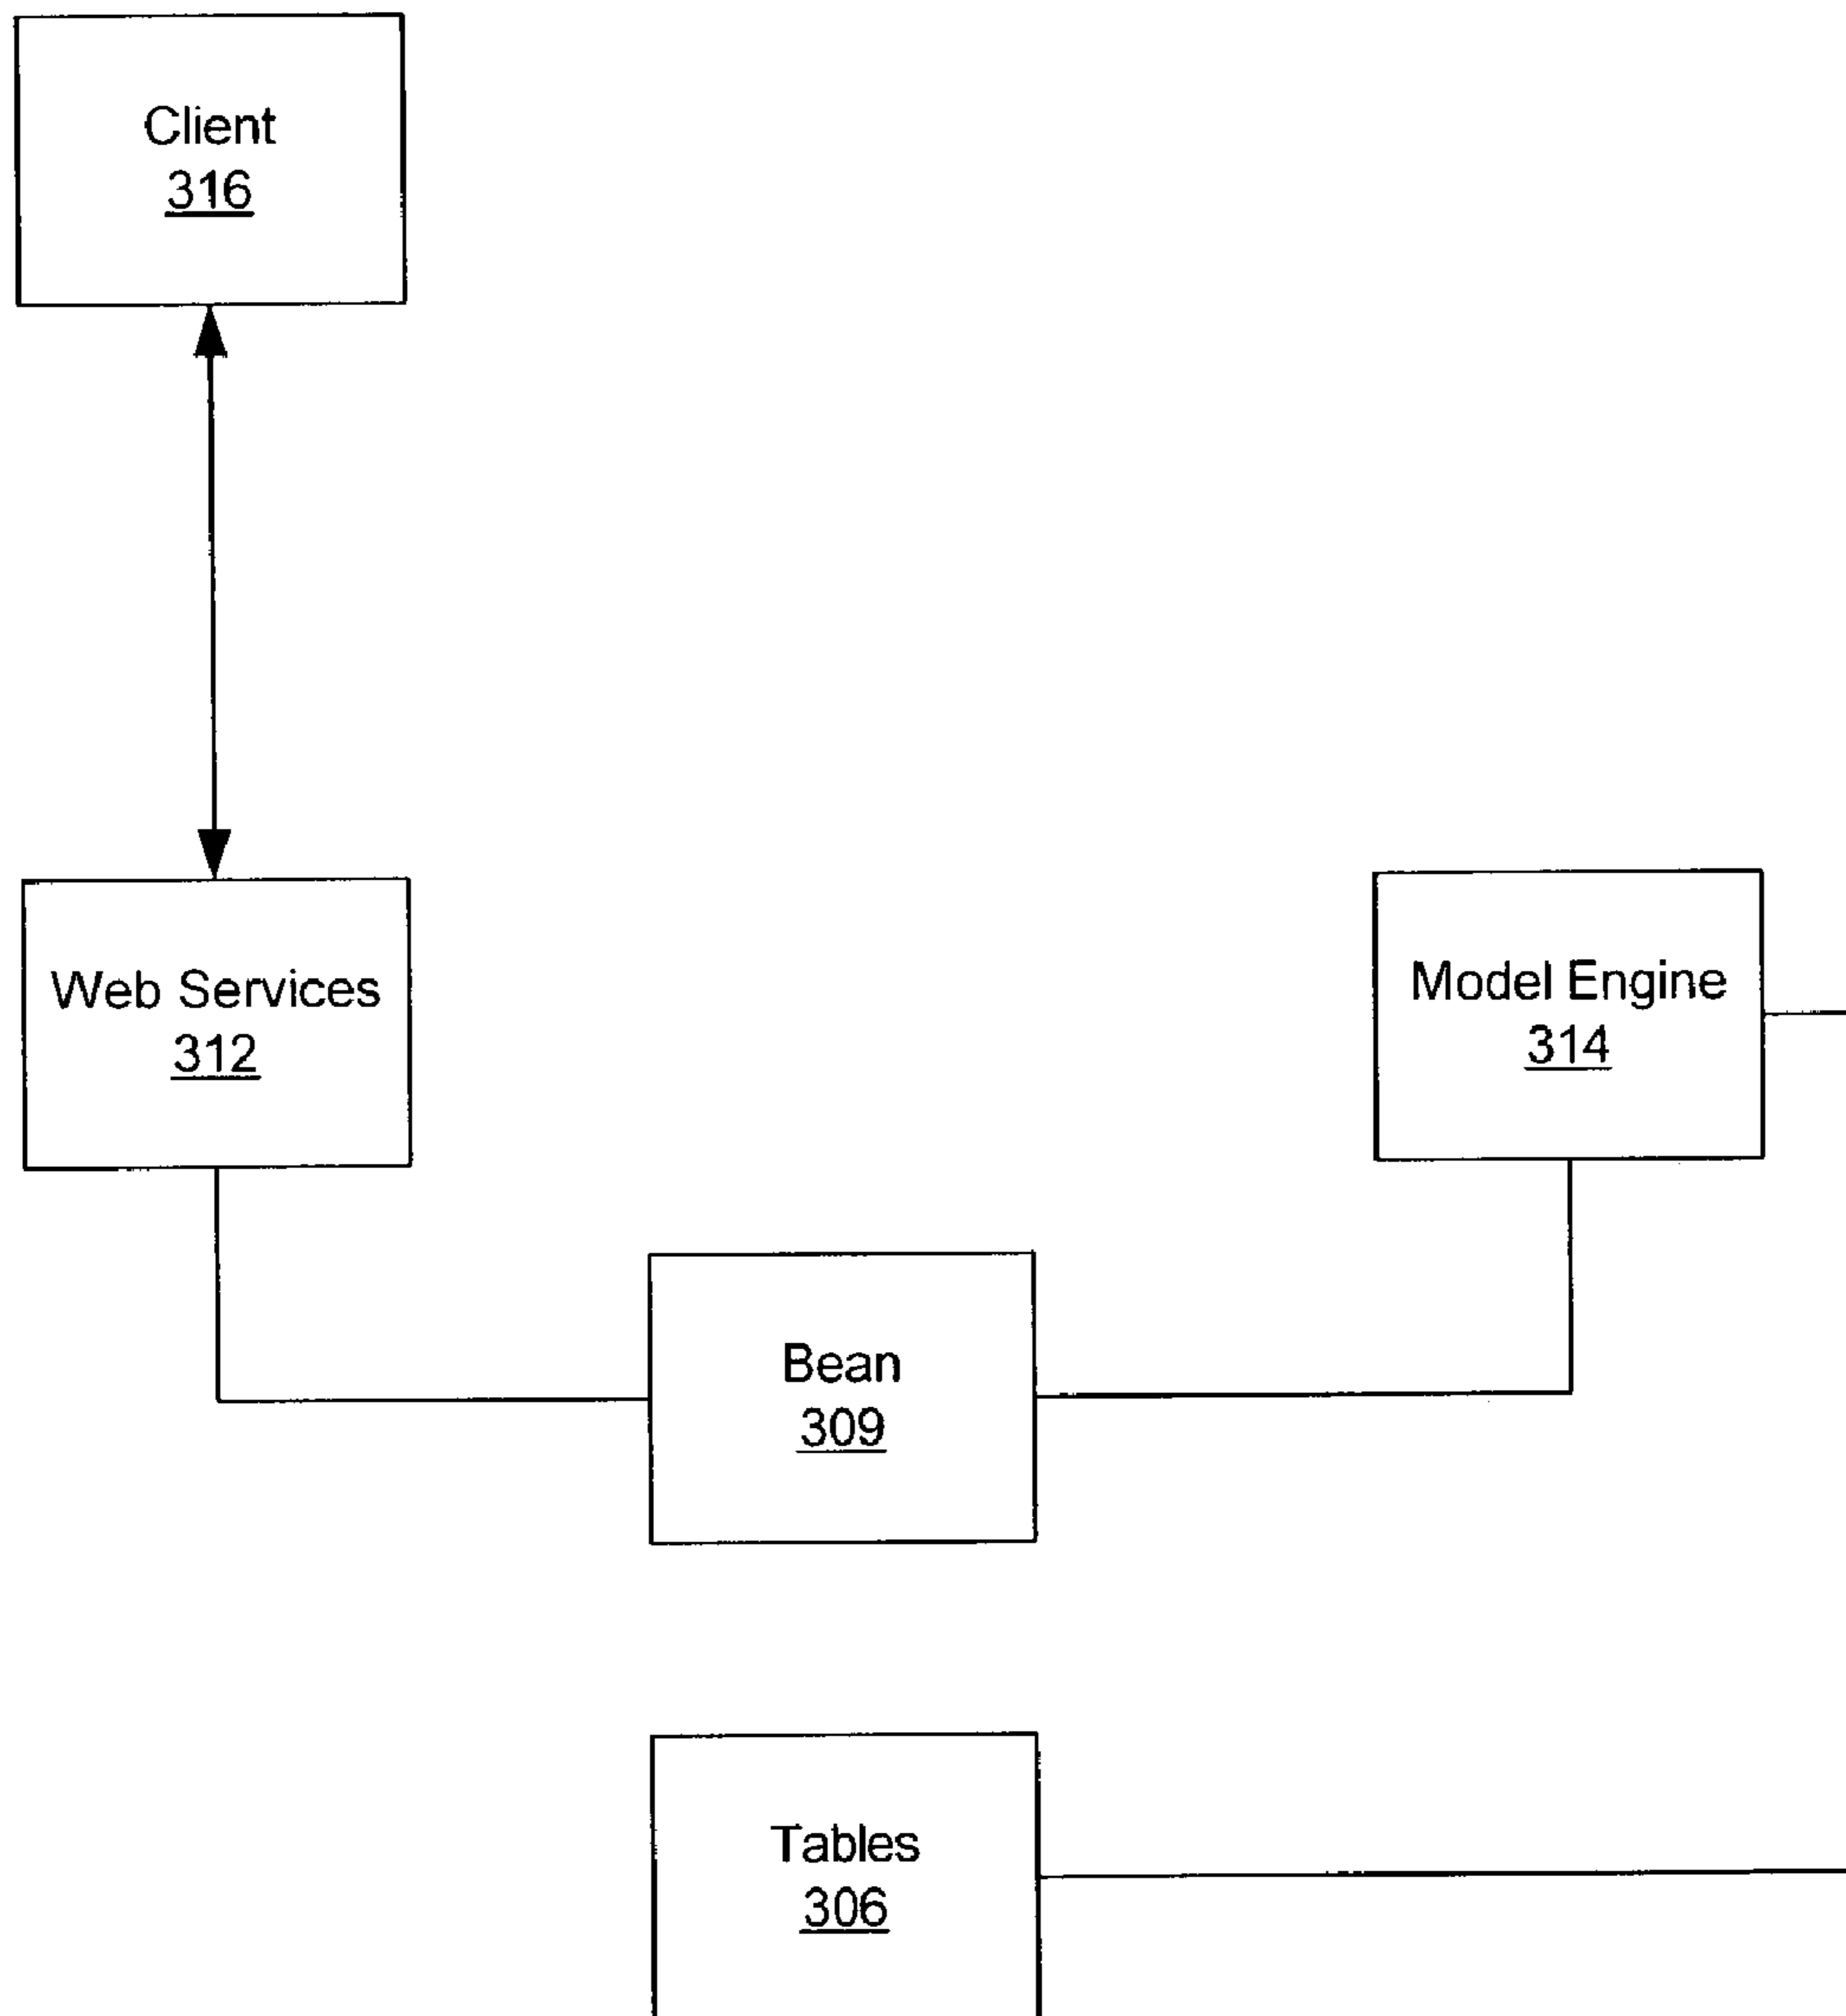 Client
316
Web Services
312
Model Engine
314
Bean
309
Tables
306